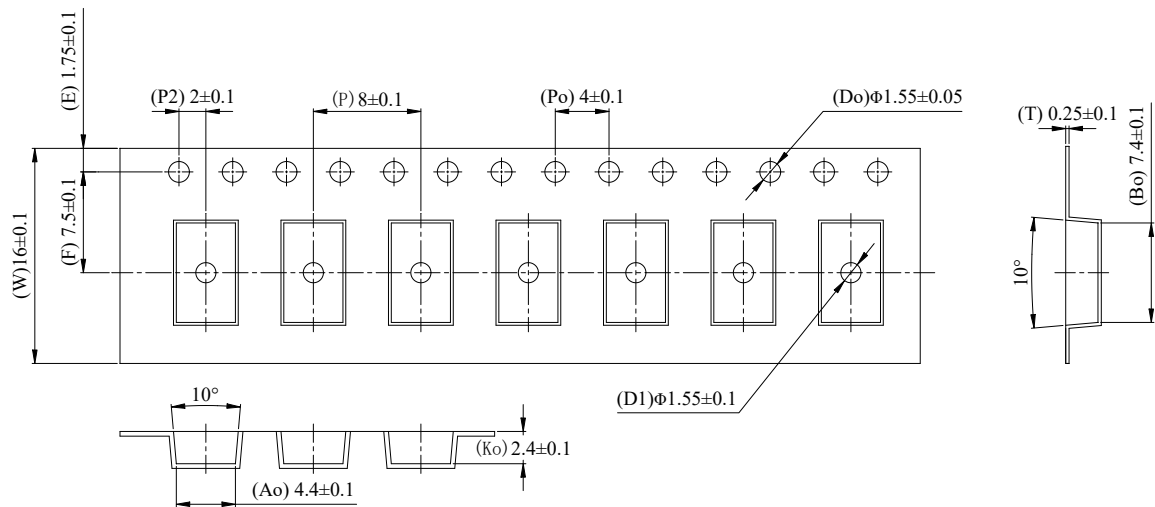 (E) 1.75±0.1
(P2) 2±0.1
(P) 8±0.1
(Po) 4±0.1
(Do)Φ1.55±0.05
(T) 0.25±0.1
(Bo) 7.4±0.1
(F) 7.5±0.1
(W)16±0.1
10°
(D1)Φ1.55±0.1
10°
(Ko) 2.4±0.1
(Ao) 4.4±0.1